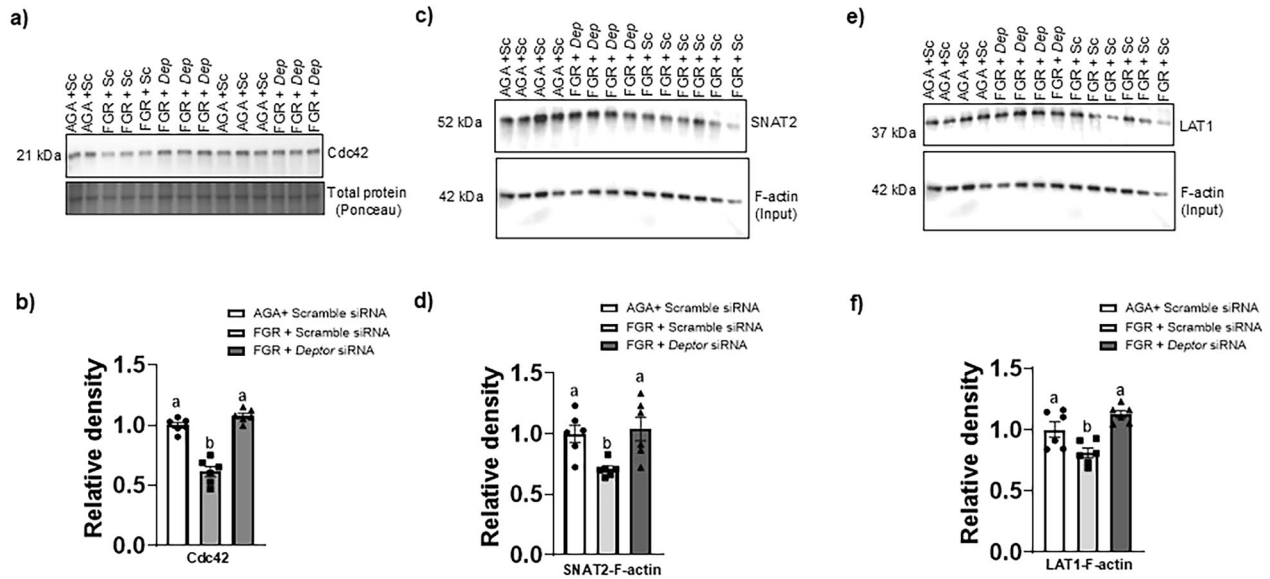 a)
AGA +Sc
AGA +Sc
FGR + Sc
FGR + Sc
FGR + Sc
FGR + Dep
FGR + Dep
FGR + Dep
AGA +Sc
AGA +Sc
AGA +Sc
FGR + Dep
FGR + Dep
FGR + Dep
21 kDa
Cdc42
Total protein
(Ponceau)
c)
AGA +Sc
AGA +Sc
AGA +Sc
AGA +Sc
FGR + Dep
FGR + Dep
FGR + Dep
FGR + Dep
FGR + Sc
FGR + Sc
FGR + Sc
FGR + Sc
FGR + Sc
FGR + Sc
52 kDa
SNAT2
42 kDa
F-actin
(Input)
e)
AGA +Sc
AGA +Sc
AGA +Sc
AGA +Sc
FGR + Dep
FGR + Dep
FGR + Dep
FGR + Dep
FGR + Sc
FGR + Sc
FGR + Sc
FGR + Sc
FGR + Sc
FGR + Sc
37 kDa
LAT1
42 kDa
F-actin
(Input)
b)
AGA+ Scramble siRNA
FGR + Scramble siRNA
FGR + Deptor siRNA
Relative density
1.5
1.0
0.5
0.0
a
b
a
Cdc42
d)
AGA+ Scramble siRNA
FGR + Scramble siRNA
FGR + Deptor siRNA
Relative density
1.5
1.0
0.5
0.0
a
b
a
SNAT2-F-actin
f)
AGA+ Scramble siRNA
FGR + Scramble siRNA
FGR + Deptor siRNA
Relative density
1.5
1.0
0.5
0.0
a
b
a
LAT1-F-actin